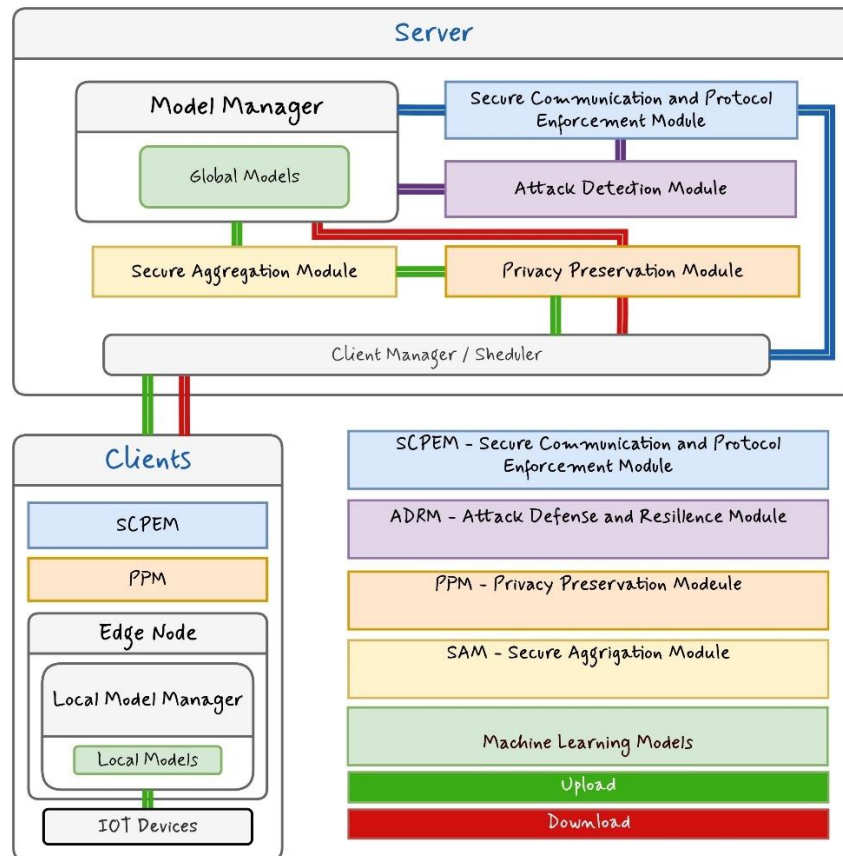 Server
Model Manager
Global Models
Secure Communication and Protocol
Enforcement Module
Attack Detection Module
Secure Aggregation Module
Privacy Preservation Module
Client Manager / Sheduler
Clients
SCPEM
PPM
Edge Node
Local Model Manager
Local Models
IOT Devices
SCPEM - Secure Communication and Protocol
Enforcement Module
ADRM - Attack Defense and Resillence Module
PPM - Privacy Preservation Modeule
SAM - Secure Aggrigation Module
Machine Learning Models
Upload
Download